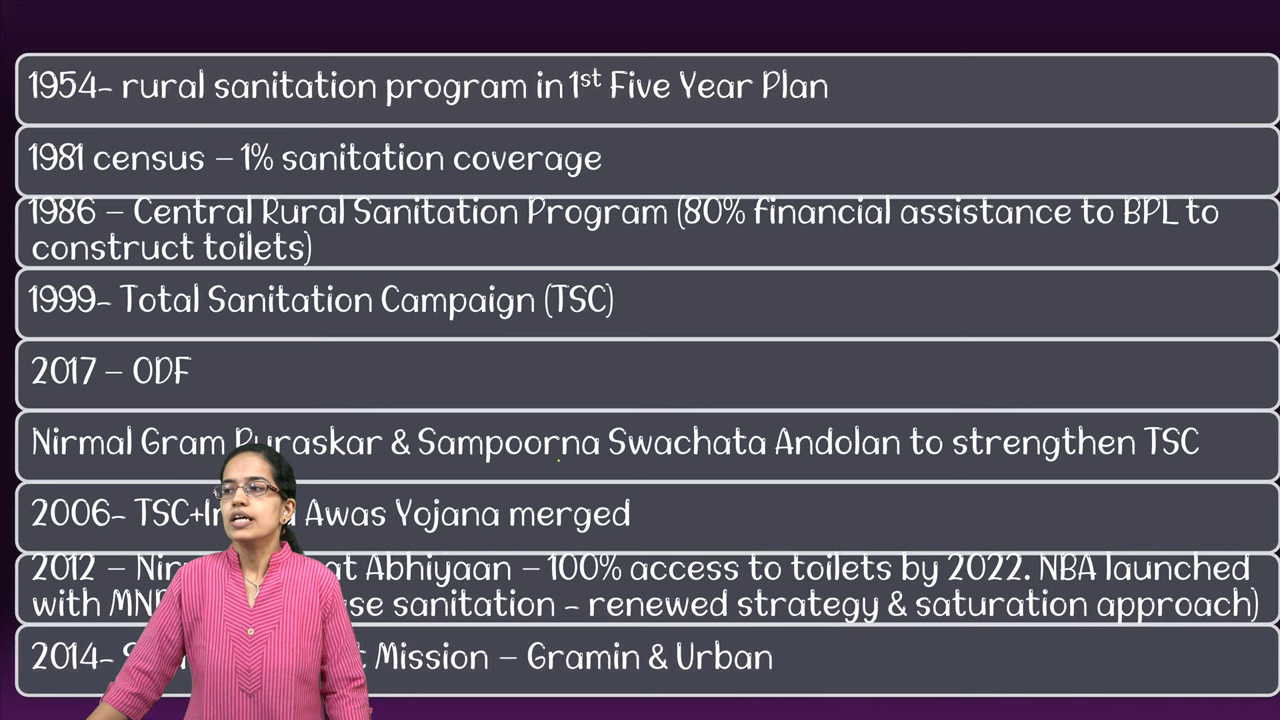 1954- rural sanitation program in 1st Five Year Plan
1981 census – 1% sanitation coverage
1986 – Central Rural Sanitation Program (80% financial assistance to BPL to
construct toilets)
1999- Total Sanitation Campaign (TSC)
2017 – ODF
Nirmal Gram Puraskar & Sampoorna Swachata Andolan to strengthen TSC
2006- TSC+ Awas Yojana merged
2012 – Abhiyaan – 100% access to toilets by 2022. NBA launched
with sanitation - renewed strategy & saturation approach)
2014- Mission – Gramin & Urban